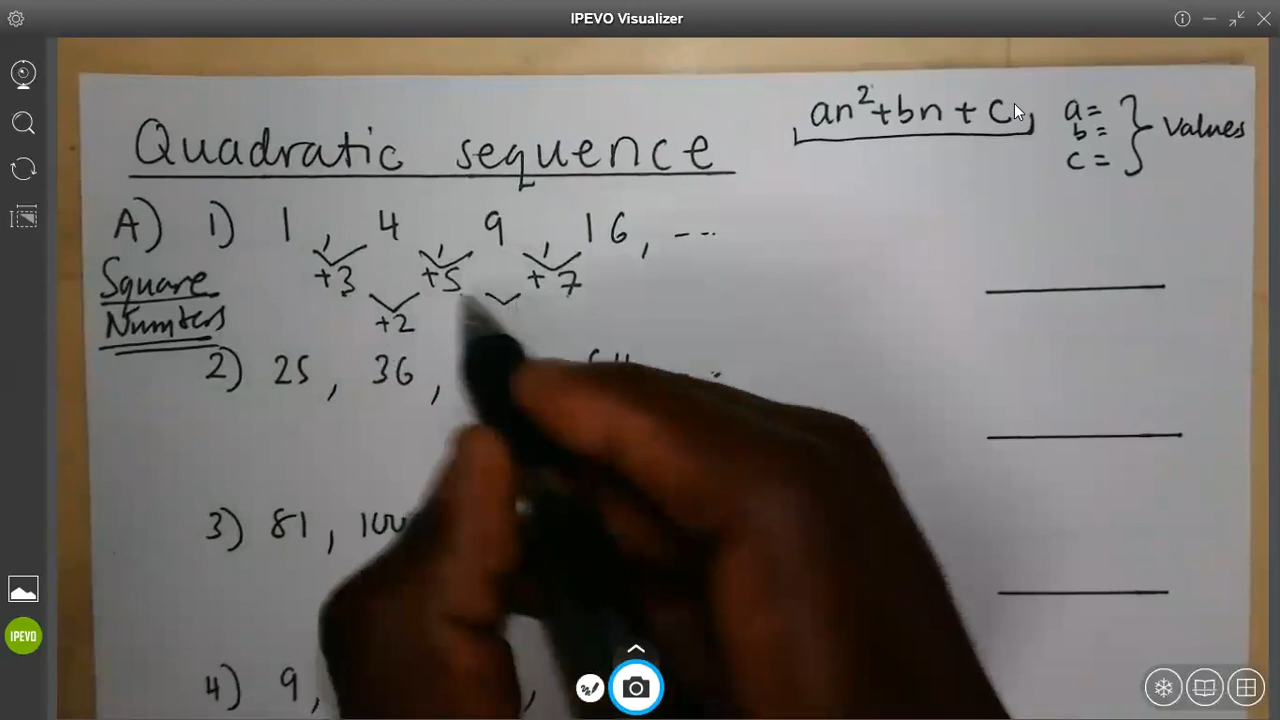 IPEVO Visualizer
an²+bn + c,
a=
b=
c=
} values
Quadratic sequence
A) 1) 1, 4, 9, 16, ---
+3 +5 +7
+2
Square
Numbers
2) 25, 36,
3) 81, 100
4) 9,
IPEVO